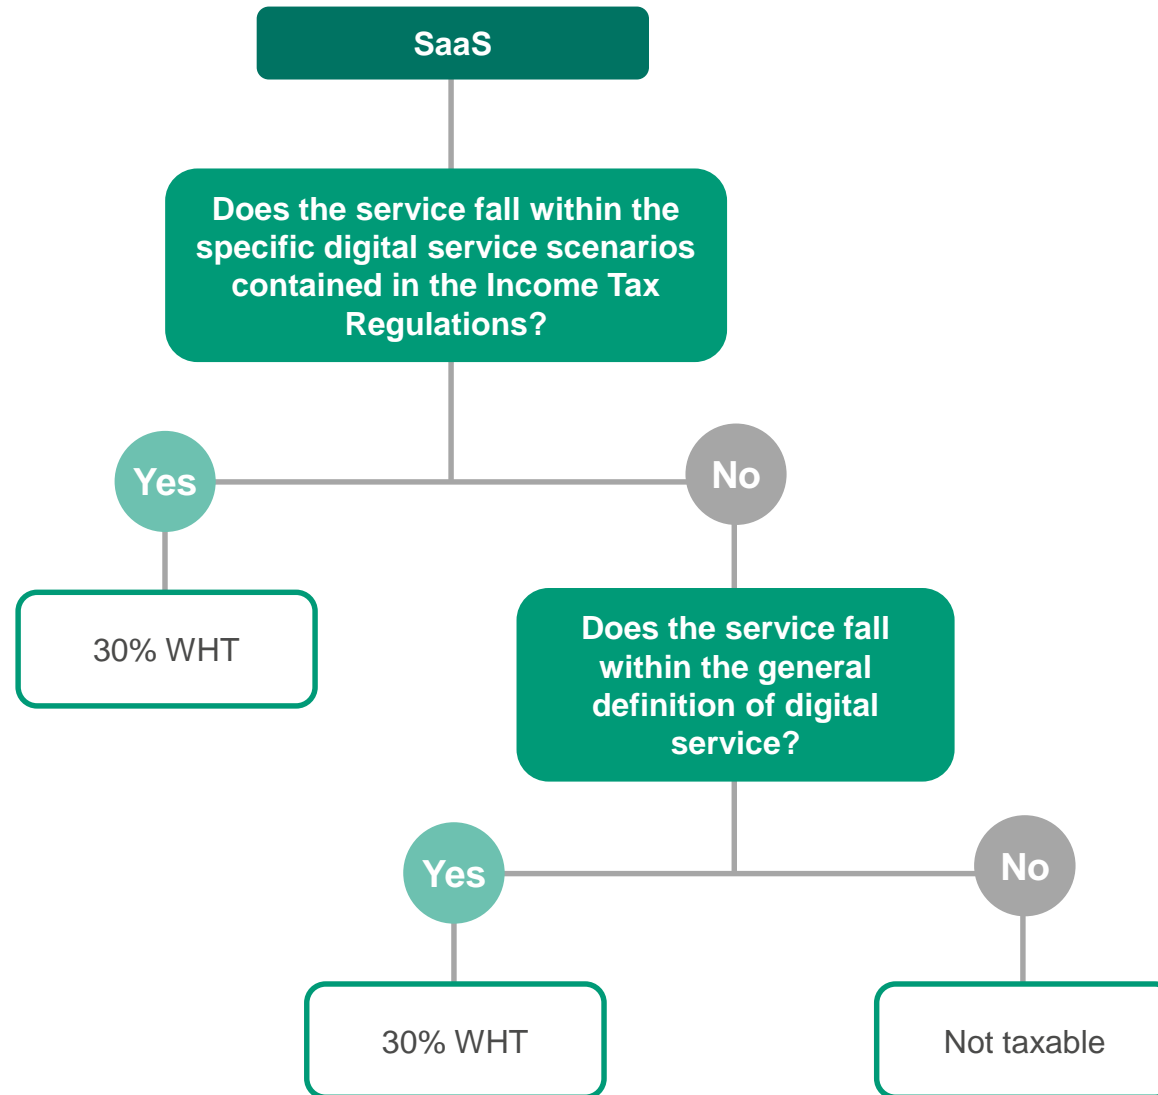 SaaS
Does the service fall within the
specific digital service scenarios
contained in the Income Tax
Regulations?
Yes
No
30% WHT
Does the service fall
within the general
definition of digital
service?
Yes
No
30% WHT
Not taxable